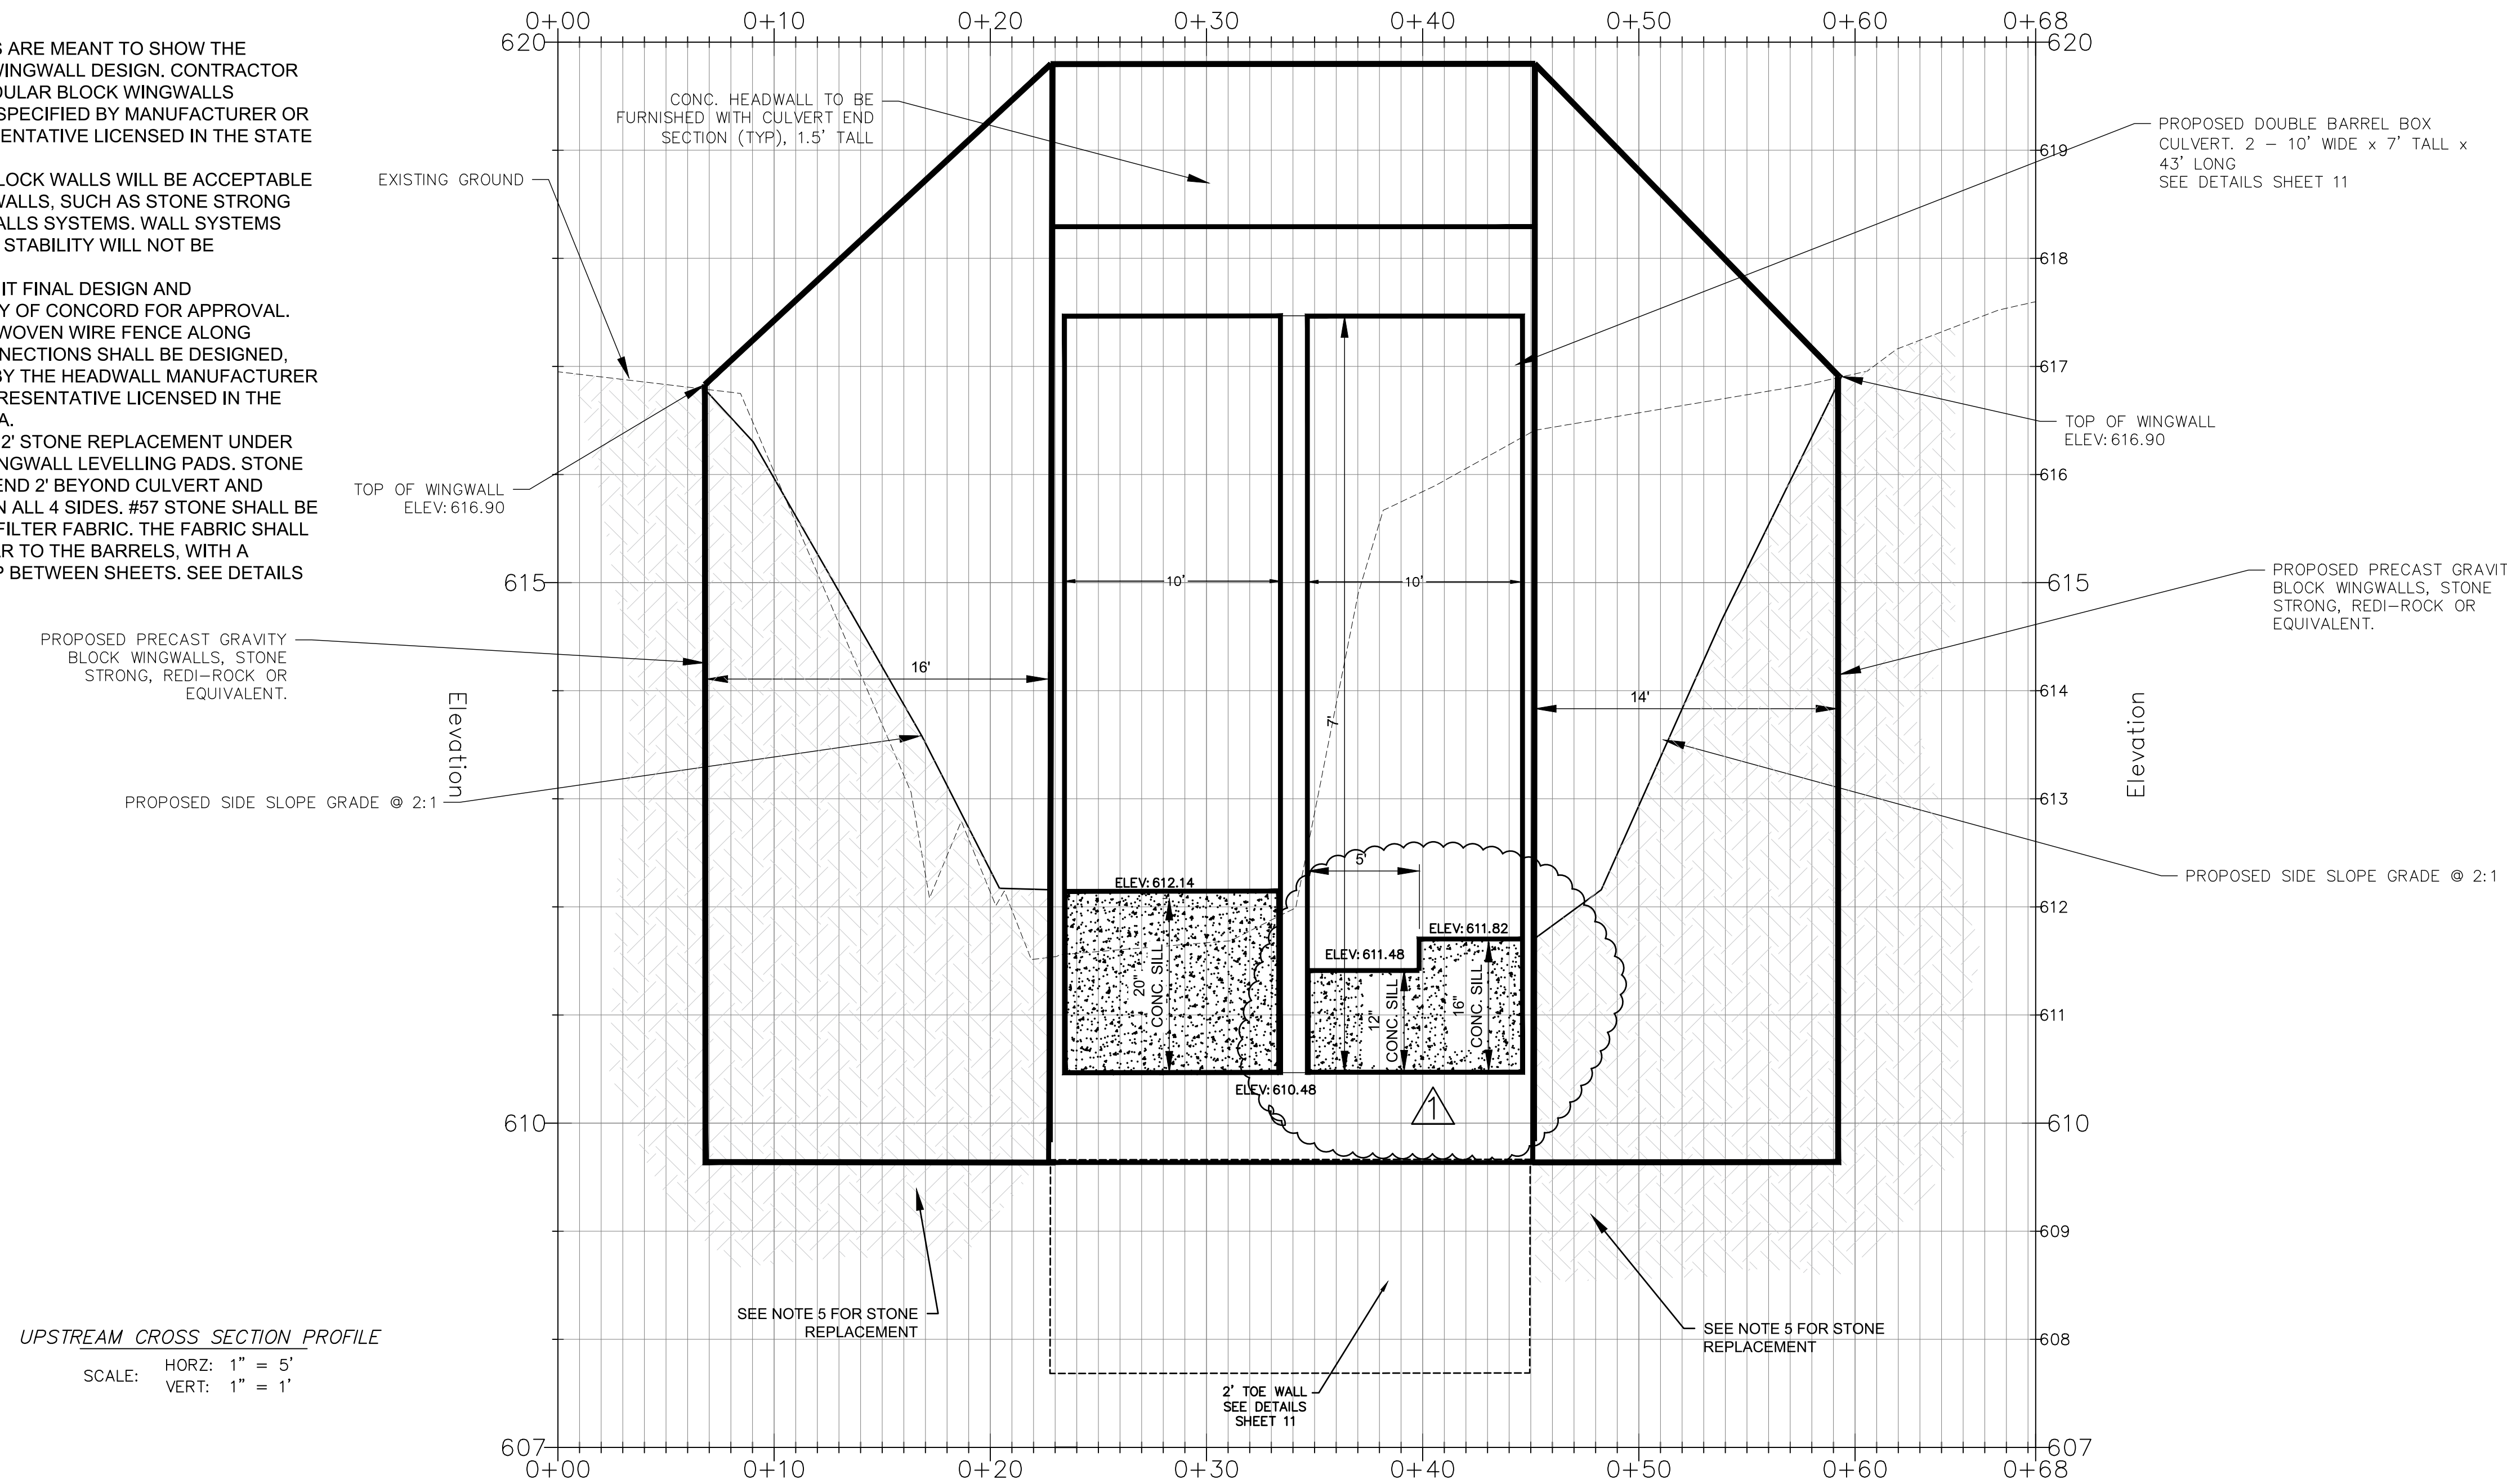 0+00 0+10 0+20 0+30 0+40 0+50 0+60 0+68
620
620
S ARE MEANT TO SHOW THE
WINGWALL DESIGN. CONTRACTOR
DULAR BLOCK WINGWALLS
SPECIFIED BY MANUFACTURER OR
SENTATIVE LICENSED IN THE STATE
LOCK WALLS WILL BE ACCEPTABLE
WALLS, SUCH AS STONE STRONG
ALLS SYSTEMS. WALL SYSTEMS
STABILITY WILL NOT BE
IT FINAL DESIGN AND
Y OF CONCORD FOR APPROVAL.
WOVEN WIRE FENCE ALONG
NNECTIONS SHALL BE DESIGNED,
BY THE HEADWALL MANUFACTURER
RESENTATIVE LICENSED IN THE
A.
2' STONE REPLACEMENT UNDER
INGWALL LEVELLING PADS. STONE
END 2' BEYOND CULVERT AND
N ALL 4 SIDES. #57 STONE SHALL BE
FILTER FABRIC. THE FABRIC SHALL
AR TO THE BARRELS, WITH A
P BETWEEN SHEETS. SEE DETAILS
CONC. HEADWALL TO BE
FURNISHED WITH CULVERT END
SECTION (TYP), 1.5' TALL
PROPOSED DOUBLE BARREL BOX
CULVERT. 2 – 10' WIDE x 7' TALL x
43' LONG
SEE DETAILS SHEET 11
EXISTING GROUND
619
618
617
TOP OF WINGWALL
ELEV: 616.90
TOP OF WINGWALL
ELEV: 616.90
616
615
615
10'
10'
PROPOSED PRECAST GRAVIT
BLOCK WINGWALLS, STONE
STRONG, REDI–ROCK OR
EQUIVALENT.
PROPOSED PRECAST GRAVITY
BLOCK WINGWALLS, STONE
STRONG, REDI–ROCK OR
EQUIVALENT.
16'
14'
7'
614
Elevation
Elevation
613
PROPOSED SIDE SLOPE GRADE @ 2:1
PROPOSED SIDE SLOPE GRADE @ 2:1
5'
ELEV: 612.14
612
ELEV: 611.82
ELEV: 611.48
20"
CONC. SILL
12"
CONC. SILL
16"
CONC. SILL
611
ELEV: 610.48
1
610
610
609
SEE NOTE 5 FOR STONE
REPLACEMENT
SEE NOTE 5 FOR STONE
REPLACEMENT
608
2' TOE WALL
SEE DETAILS
SHEET 11
UPSTREAM CROSS SECTION PROFILE
SCALE:
HORZ: 1" = 5'
VERT: 1" = 1'
607
607
0+00 0+10 0+20 0+30 0+40 0+50 0+60 0+68